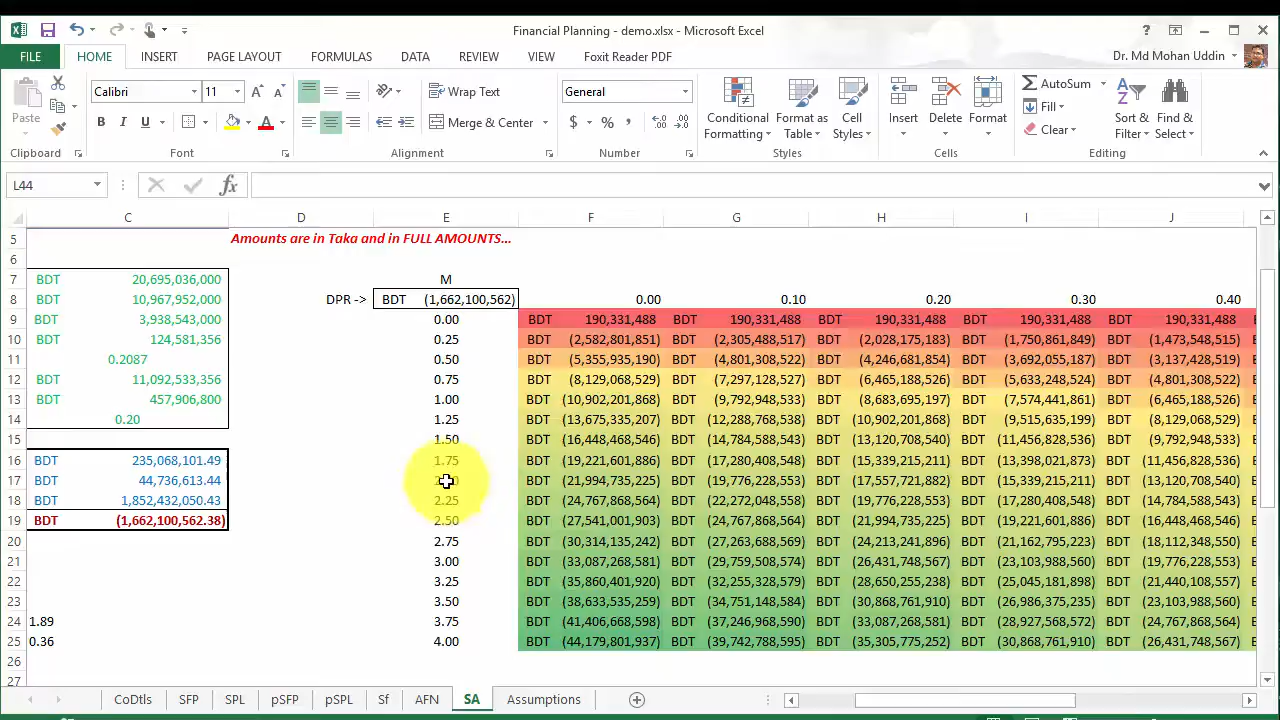 Financial Planning - demo.xlsx - Microsoft Excel
FILE HOME INSERT PAGE LAYOUT FORMULAS DATA REVIEW VIEW Foxit Reader PDF Dr. Md Mohan Uddin
Calibri 11 Wrap Text General AutoSum
Paste Merge & Center Conditional Formatting Format as Table Cell Styles Insert Delete Format Fill Clear Sort & Filter Find & Select
Clipboard Font Alignment Number Styles Cells Editing
L44 fx
C D E F G H I J
5 Amounts are in Taka and in FULL AMOUNTS...
6
7 BDT 20,695,036,000 M
8 BDT 10,967,952,000 DPR -> BDT (1,662,100,562) 0.00 0.10 0.20 0.30 0.40
9 BDT 3,938,543,000 0.00 BDT 190,331,488 BDT 190,331,488 BDT 190,331,488 BDT 190,331,488 BDT 190,331,488
10 BDT 124,581,356 0.25 BDT (2,582,801,851) BDT (2,305,488,517) BDT (2,028,175,183) BDT (1,750,861,849) BDT (1,473,548,515) B
11 0.2087 0.50 BDT (5,355,935,190) BDT (4,801,308,522) BDT (4,246,681,854) BDT (3,692,055,187) BDT (3,137,428,519) B
12 BDT 11,092,533,356 0.75 BDT (8,129,068,529) BDT (7,297,128,527) BDT (6,465,188,526) BDT (5,633,248,524) BDT (4,801,308,522) B
13 BDT 457,906,800 1.00 BDT (10,902,201,868) BDT (9,792,948,533) BDT (8,683,695,197) BDT (7,574,441,861) BDT (6,465,188,526) B
14 0.20 1.25 BDT (13,675,335,207) BDT (12,288,768,538) BDT (10,902,201,868) BDT (9,515,635,199) BDT (8,129,068,529) B
15 1.50 BDT (16,448,468,546) BDT (14,784,588,543) BDT (13,120,708,540) BDT (11,456,828,536) BDT (9,792,948,533) B
16 BDT 235,068,101.49 1.75 BDT (19,221,601,886) BDT (17,280,408,548) BDT (15,339,215,211) BDT (13,398,021,873) BDT (11,456,828,536) B
17 BDT 44,736,613.44 BDT (21,994,735,225) BDT (19,776,228,553) BDT (17,557,721,882) BDT (15,339,215,211) BDT (13,120,708,540) B
18 BDT 1,852,432,050.43 2.25 BDT (24,767,868,564) BDT (22,272,048,558) BDT (19,776,228,553) BDT (17,280,408,548) BDT (14,784,588,543) B
19 BDT (1,662,100,562.38) 2.50 BDT (27,541,001,903) BDT (24,767,868,564) BDT (21,994,735,225) BDT (19,221,601,886) BDT (16,448,468,546) B
20 2.75 BDT (30,314,135,242) BDT (27,263,688,569) BDT (24,213,241,896) BDT (21,162,795,223) BDT (18,112,348,550) B
21 3.00 BDT (33,087,268,581) BDT (29,759,508,574) BDT (26,431,748,567) BDT (23,103,988,560) BDT (19,776,228,553) B
22 3.25 BDT (35,860,401,920) BDT (32,255,328,579) BDT (28,650,255,238) BDT (25,045,181,898) BDT (21,440,108,557) B
23 3.50 BDT (38,633,535,259) BDT (34,751,148,584) BDT (30,868,761,910) BDT (26,986,375,235) BDT (23,103,988,560) B
24 1.89 3.75 BDT (41,406,668,598) BDT (37,246,968,590) BDT (33,087,268,581) BDT (28,927,568,572) BDT (24,767,868,564) B
25 0.36 4.00 BDT (44,179,801,937) BDT (39,742,788,595) BDT (35,305,775,252) BDT (30,868,761,910) BDT (26,431,748,567) B
26
27
CoDtls SFP SPL pSFP pSPL Sf AFN SA Assumptions